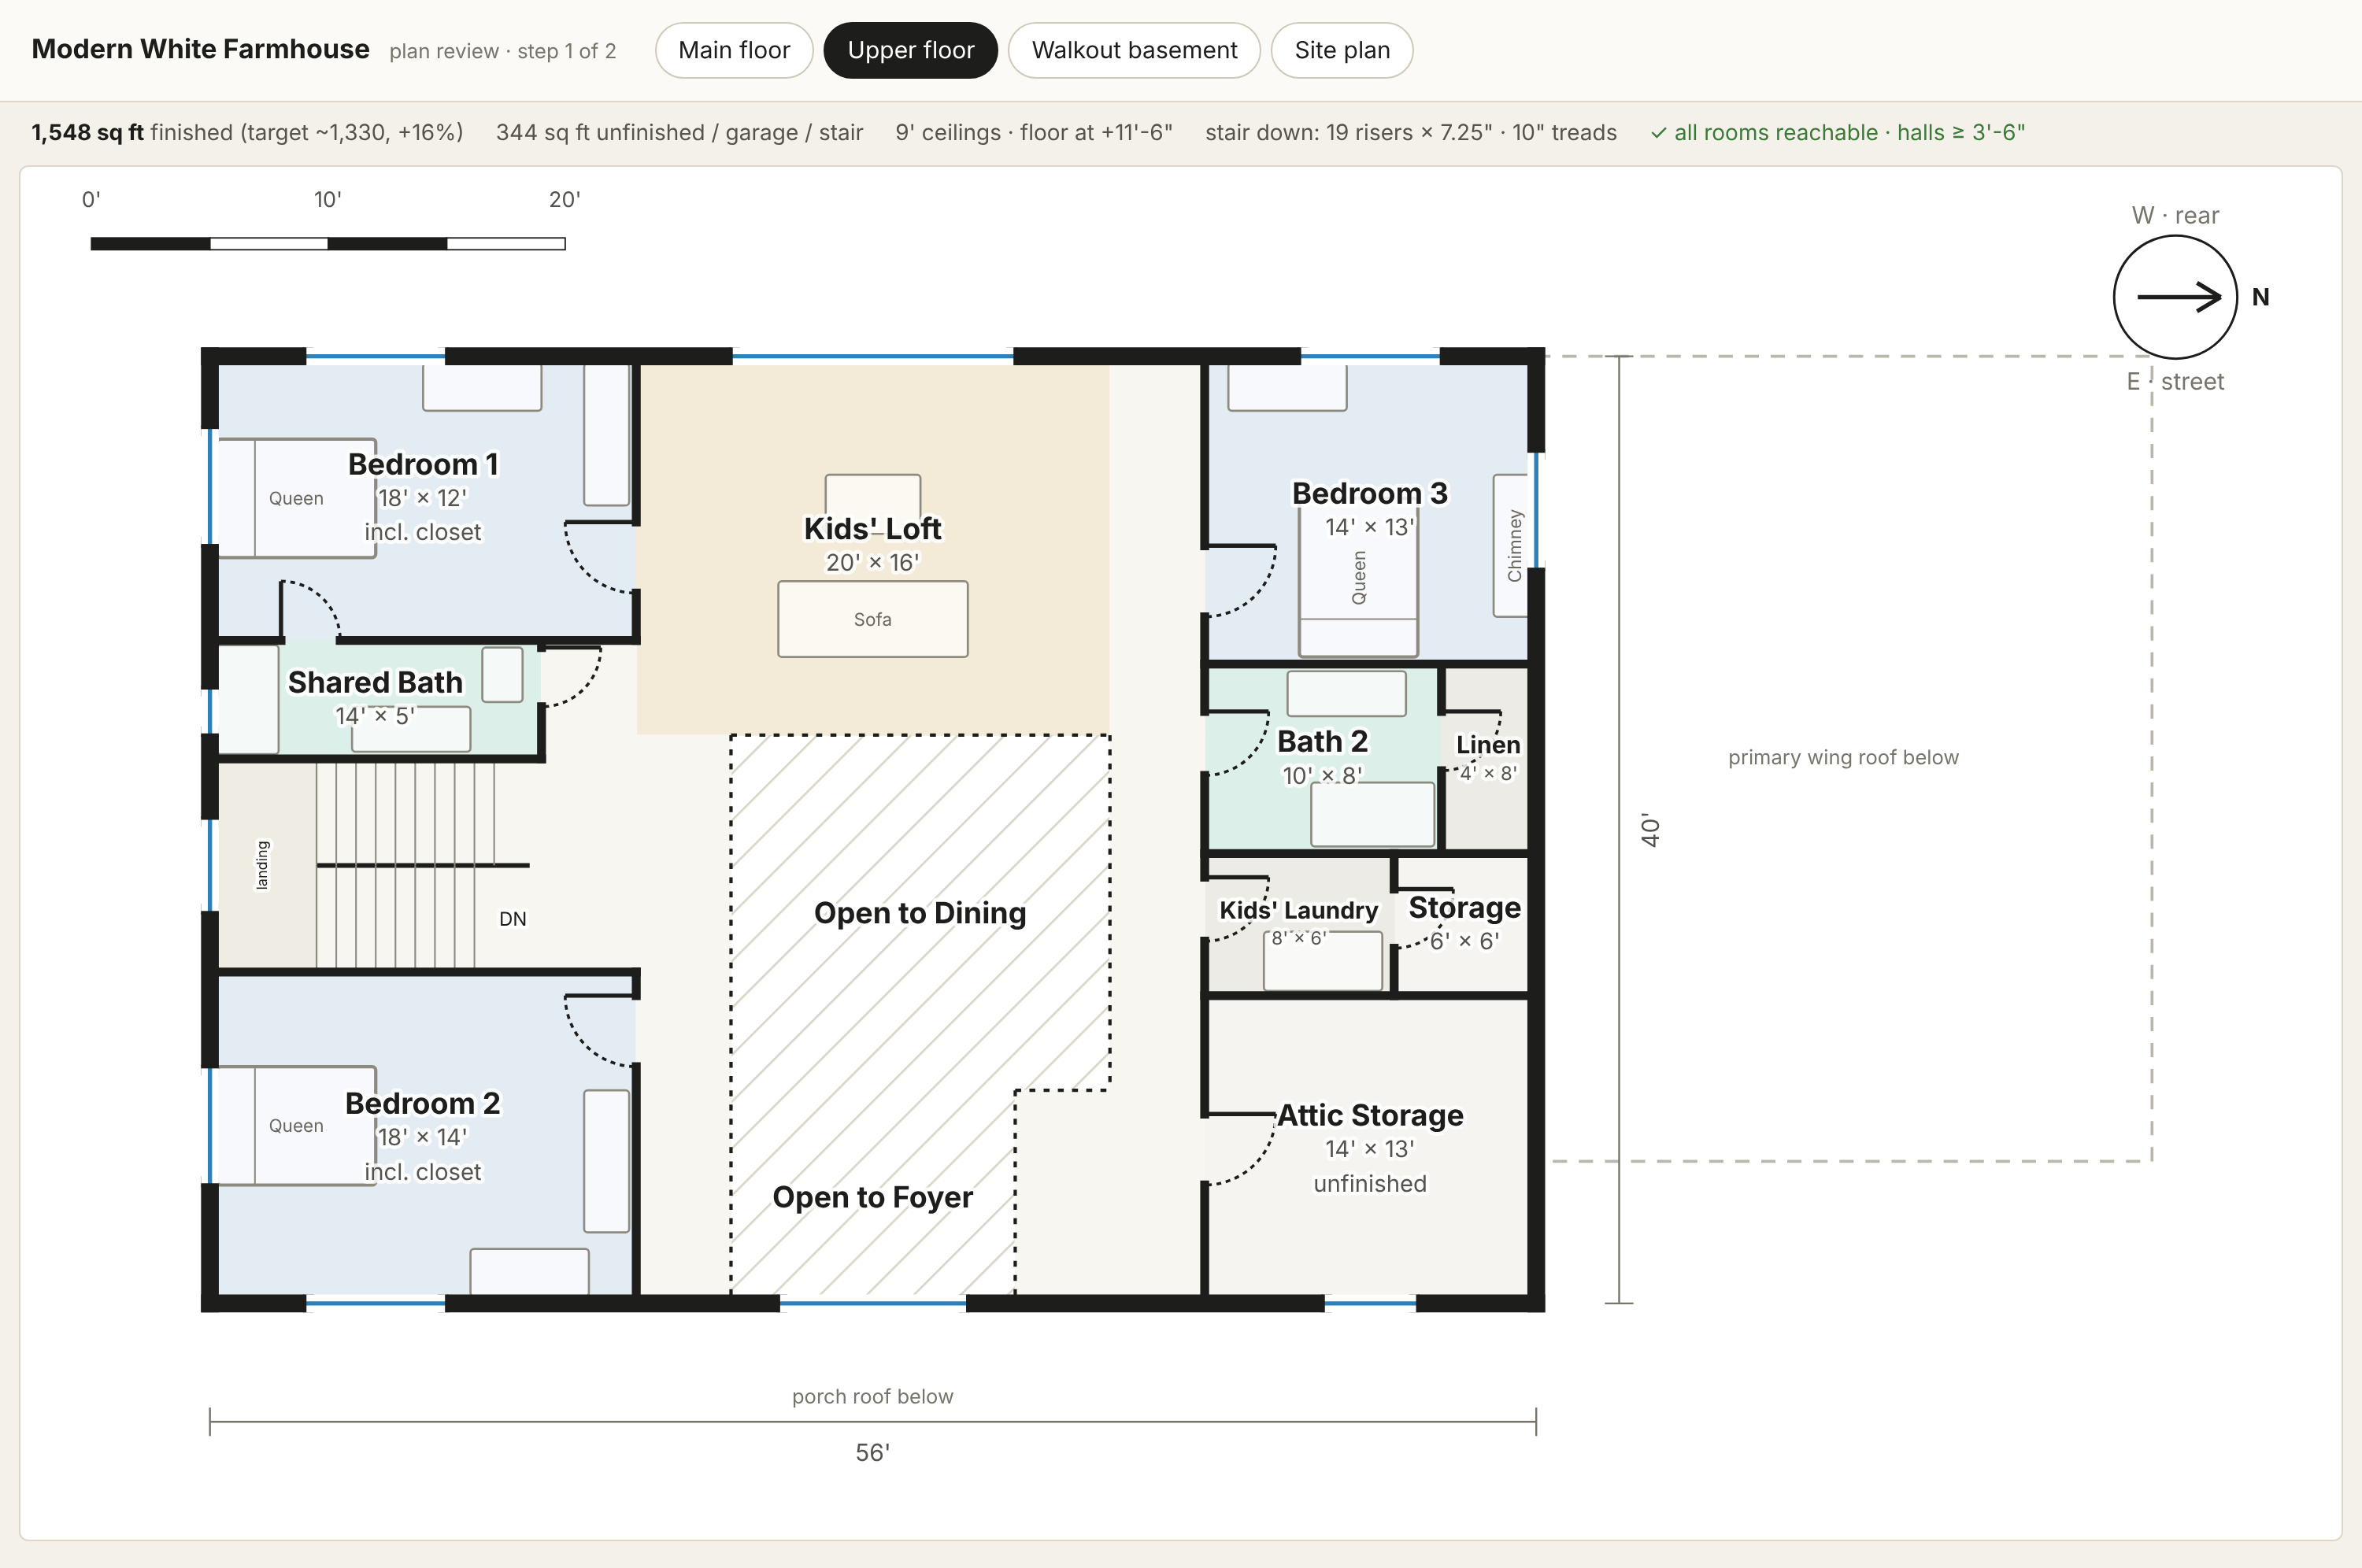 Modern White Farmhouse plan review · step 1 of 2 Main floor Upper floor Walkout basement Site plan
1,548 sq ft finished (target ~1,330, +16%) 344 sq ft unfinished / garage / stair 9' ceilings · floor at +11'-6" stair down: 19 risers × 7.25" · 10" treads ✓ all rooms reachable · halls ≥ 3'-6"
0' 10' 20'
W · rear
N
E · street
Bedroom 1
18' × 12'
incl. closet
Queen
Kids' Loft
20' × 16'
Sofa
Bedroom 3
14' × 13'
Queen
Chimney
Shared Bath
14' × 5'
Bath 2
10' × 8'
Linen
4' × 8'
primary wing roof below
40'
landing
DN
Open to Dining
Kids' Laundry
8' × 6'
Storage
6' × 6'
Bedroom 2
18' × 14'
incl. closet
Queen
Open to Foyer
Attic Storage
14' × 13'
unfinished
porch roof below
56'